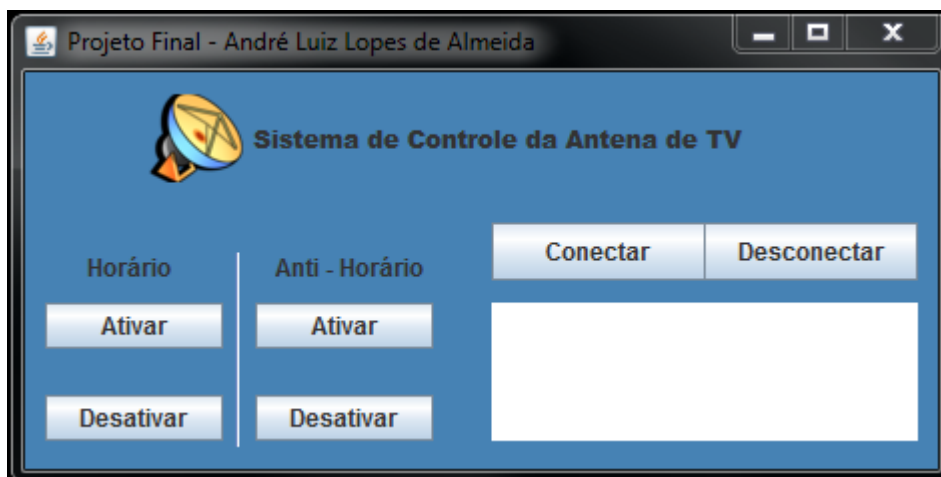 Projeto Final - André Luiz Lopes de Almeida
Sistema de Controle da Antena de TV
Conectar Desconectar
Horário Anti - Horário
Ativar Ativar
Desativar Desativar